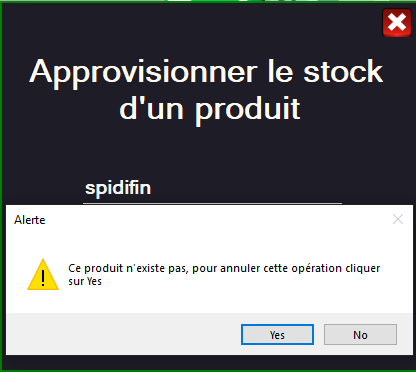 Approvisionner le stock
d'un produit
spidifin
Alerte
Ce produit n'existe pas, pour annuler cette opération cliquer
sur Yes
Yes
No